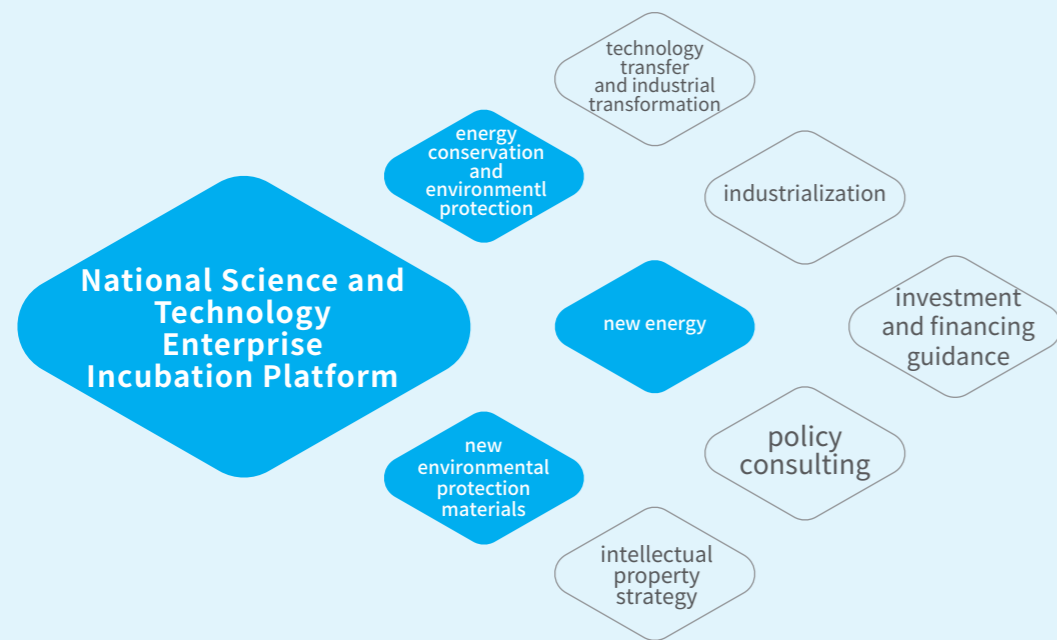 National Science and
Technology
Enterprise
Incubation Platform
energy
conservation
and
environmentl
protection
new energy
new
environmental
protection
materials
technology
transfer
and industrial
transformation
industrialization
investment
and financing
guidance
policy
consulting
intellectual
property
strategy